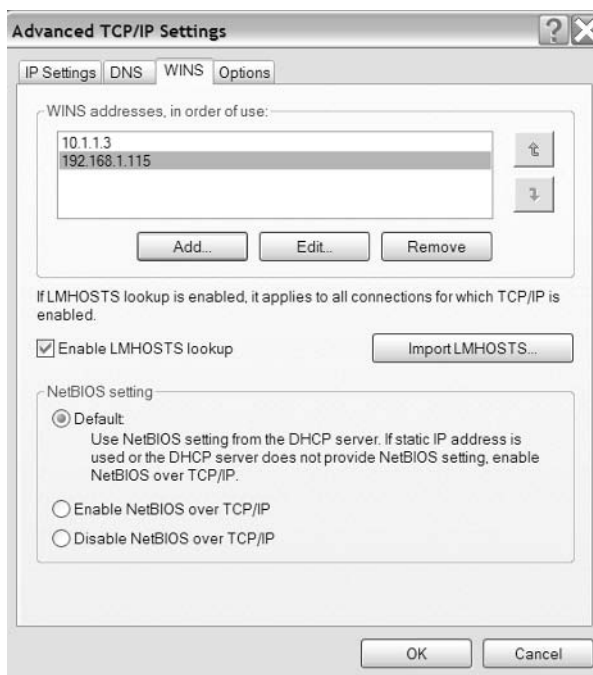 Advanced TCP/IP Settings
IP Settings DNS WINS Options
WINS addresses, in order of use:
10.1.1.3
192.168.1.115
Add... Edit... Remove
If LMHOSTS lookup is enabled, it applies to all connections for which TCP/IP is
enabled.
Enable LMHOSTS lookup Import LMHOSTS...
NetBIOS setting
Default:
Use NetBIOS setting from the DHCP server. If static IP address is
used or the DHCP server does not provide NetBIOS setting, enable
NetBIOS over TCP/IP.
Enable NetBIOS over TCP/IP
Disable NetBIOS over TCP/IP
OK Cancel